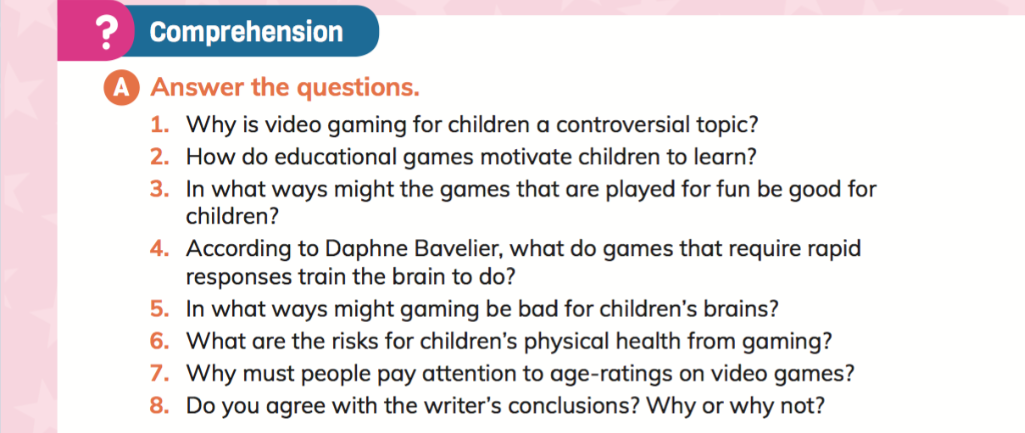 ? Comprehension
A Answer the questions.
1. Why is video gaming for children a controversial topic?
2. How do educational games motivate children to learn?
3. In what ways might the games that are played for fun be good for
children?
4. According to Daphne Bavelier, what do games that require rapid
responses train the brain to do?
5. In what ways might gaming be bad for children’s brains?
6. What are the risks for children’s physical health from gaming?
7. Why must people pay attention to age-ratings on video games?
8. Do you agree with the writer’s conclusions? Why or why not?